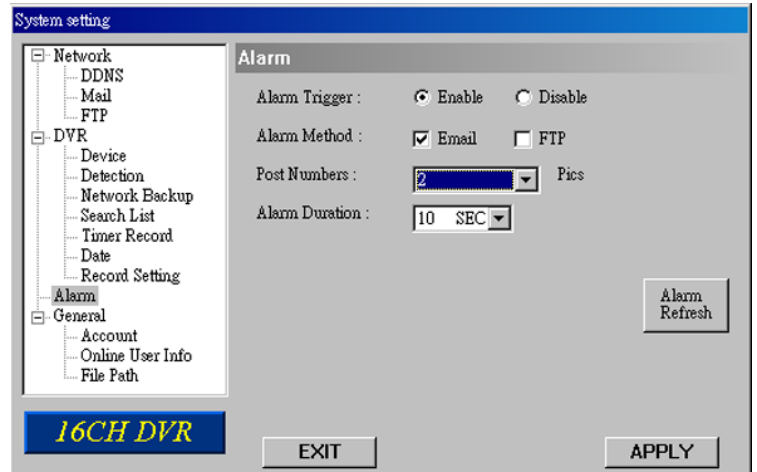 System setting
Network
DDNS
Mail
FTP
DVR
Device
Detection
Network Backup
Search List
Timer Record
Date
Record Setting
Alarm
General
Account
Online User Info
File Path
16CH DVR
Alarm
Alarm Trigger : Enable Disable
Alarm Method : Email FTP
Post Numbers : 2 Pics
Alarm Duration : 10 SEC
Alarm
Refresh
EXIT APPLY